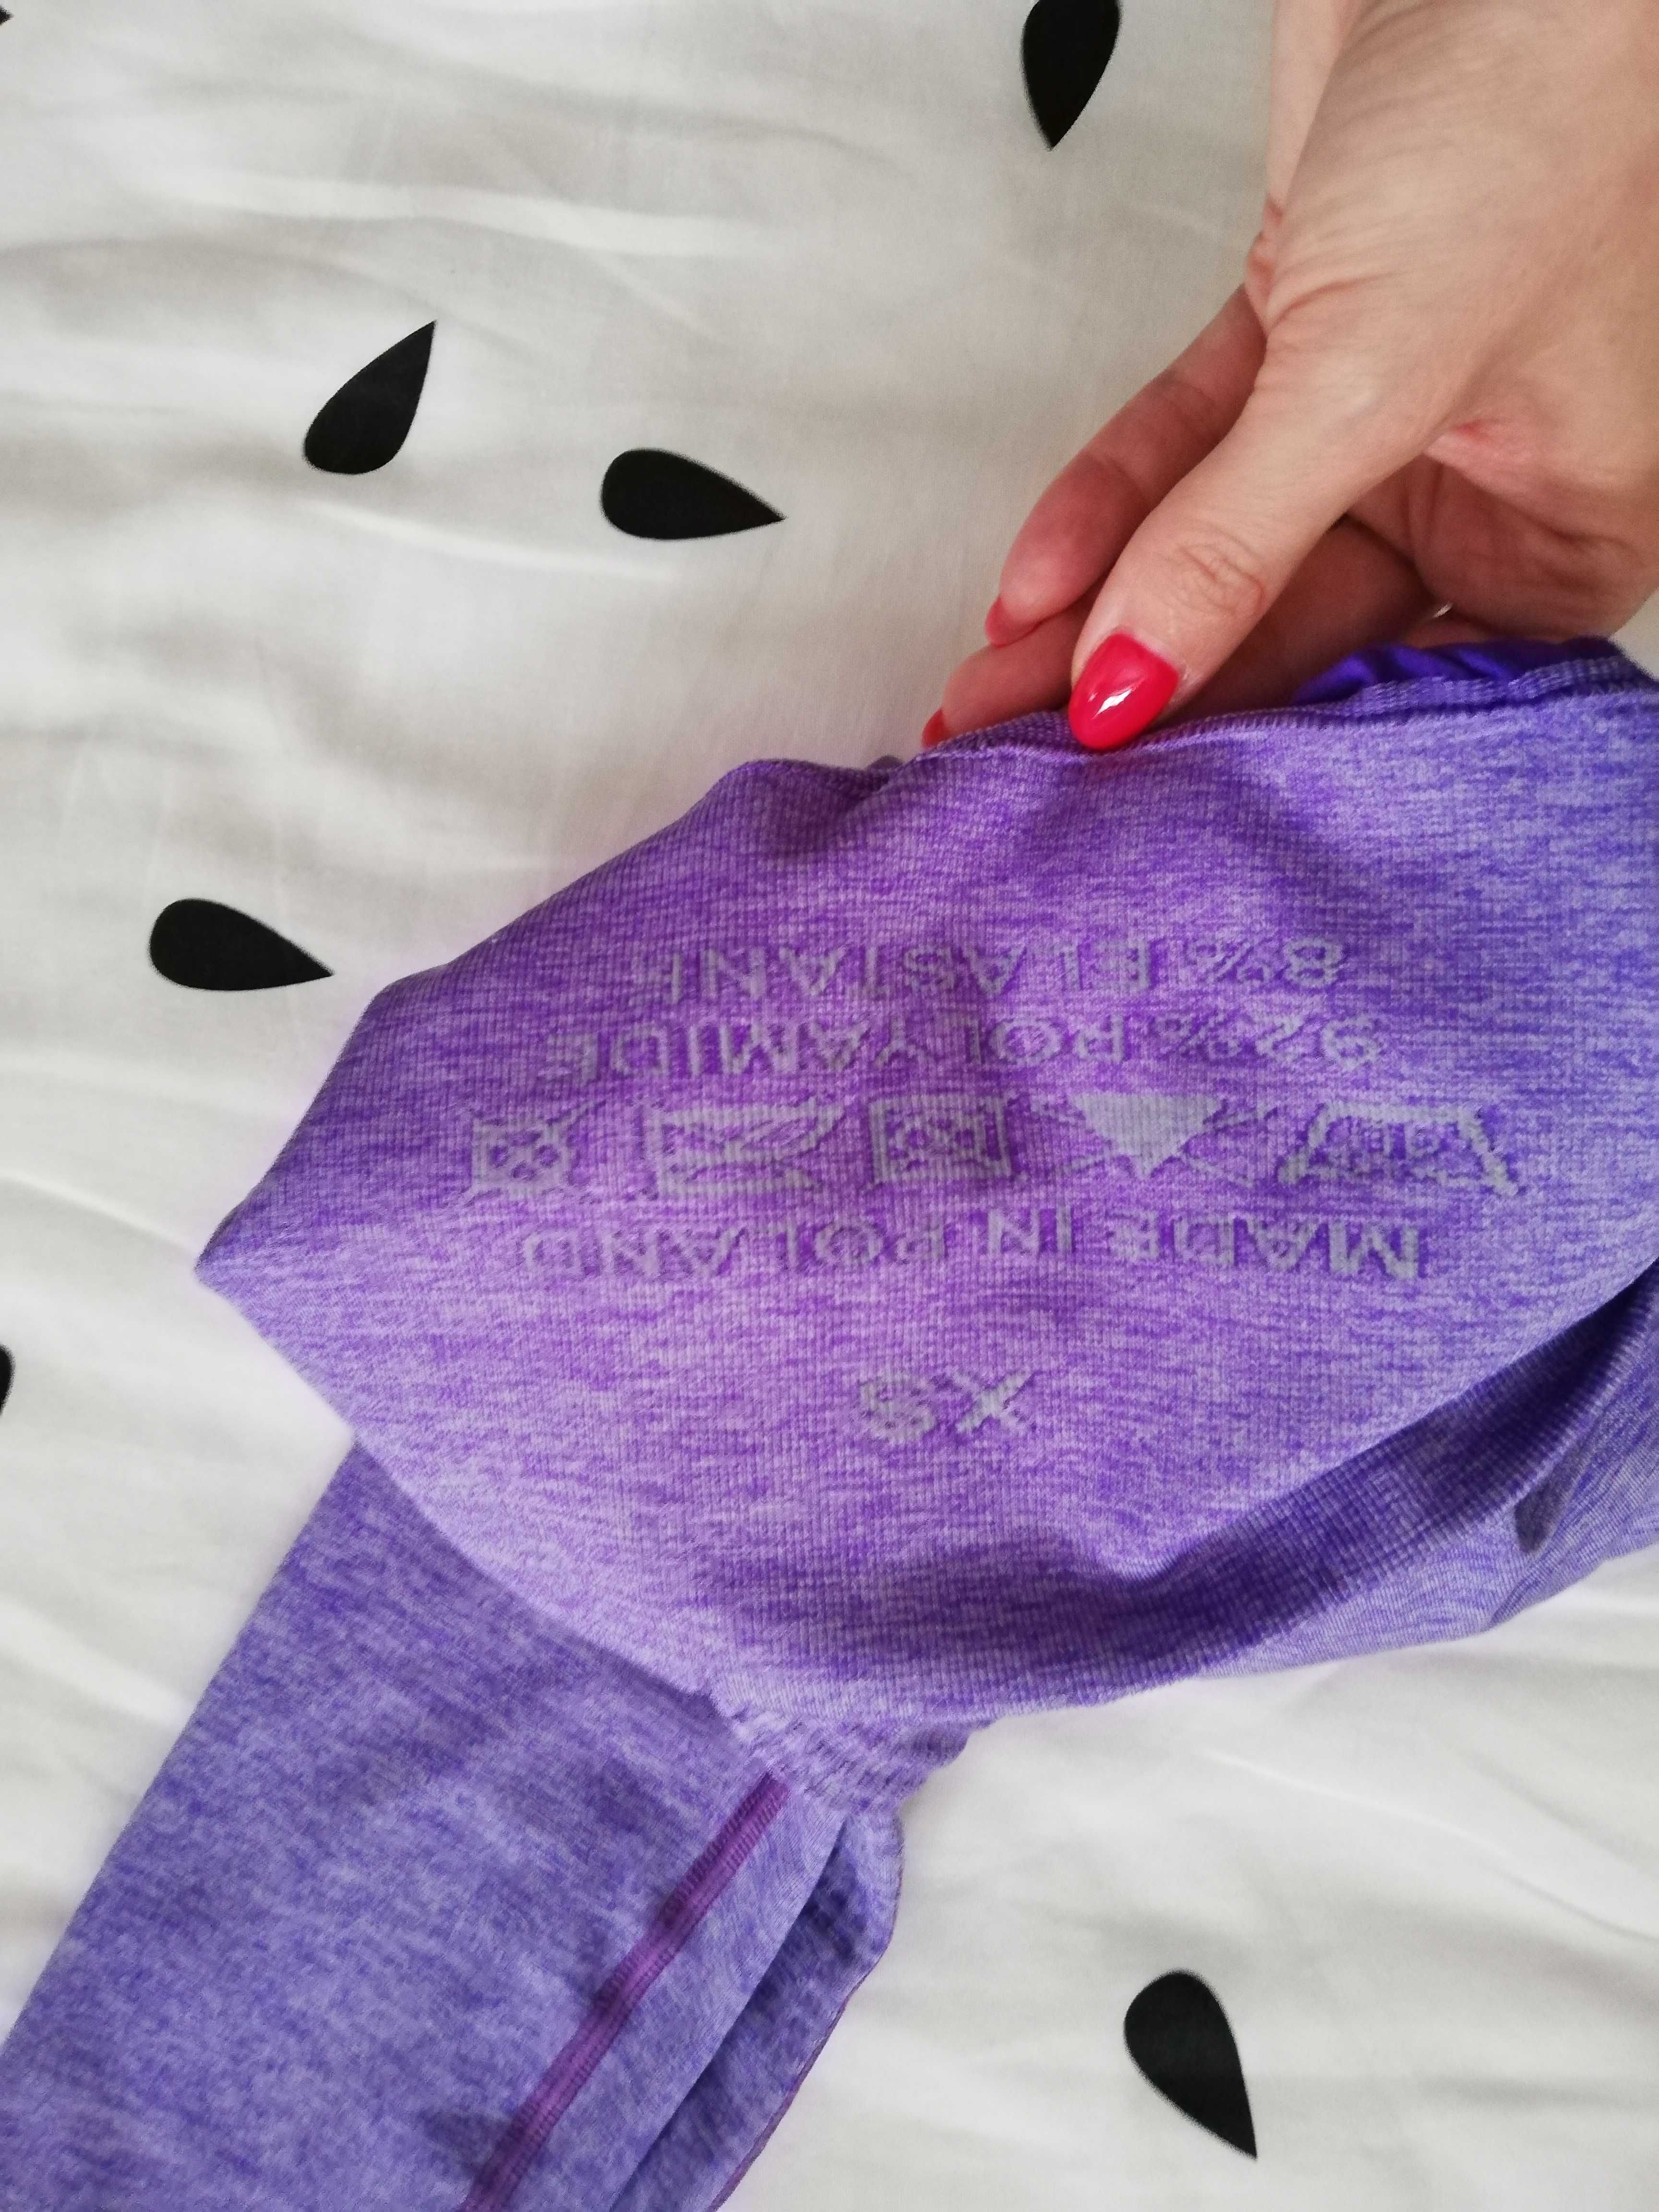 XS
MADE IN POLAND
92% POLYAMIDE
8% ELASTANE